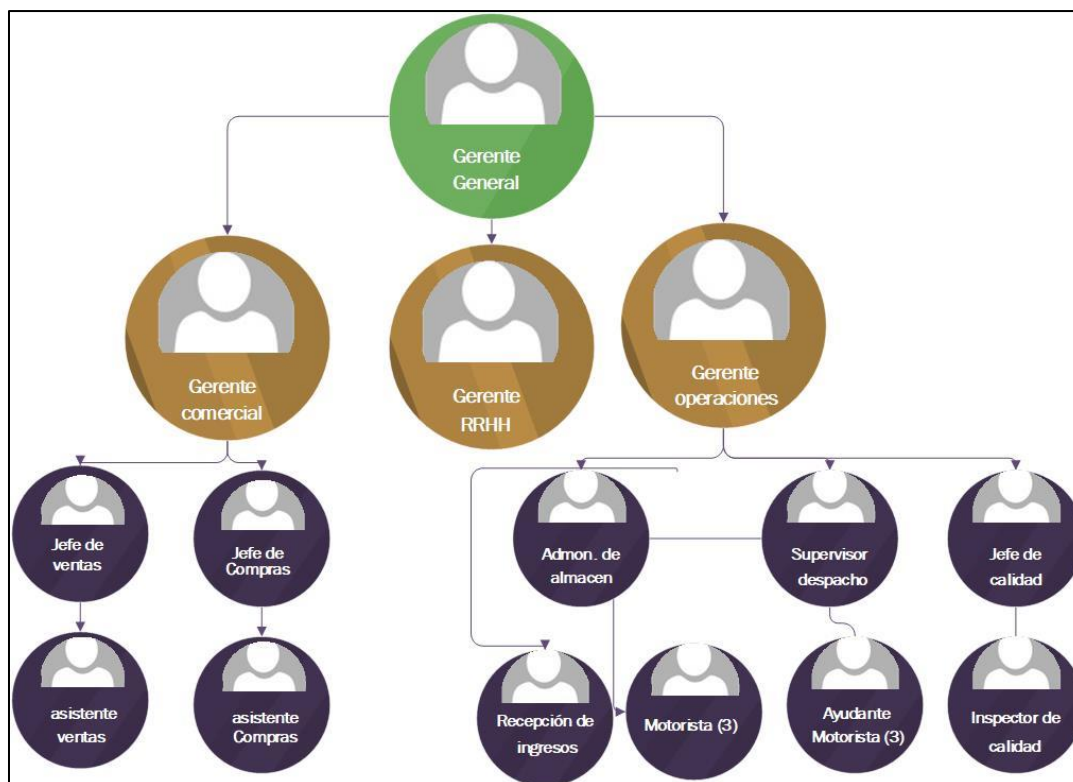 Gerente
General
Gerente
comercial
Gerente
RRHH
Gerente
operaciones
Jefe de
ventas
Jefe de
Compras
Admon. de
almacen
Supervisor
despacho
Jefe de
calidad
asistente
ventas
asistente
Compras
Recepción de
ingresos
Motorista (3)
Ayudante
Motorista (3)
Inspector de
calidad